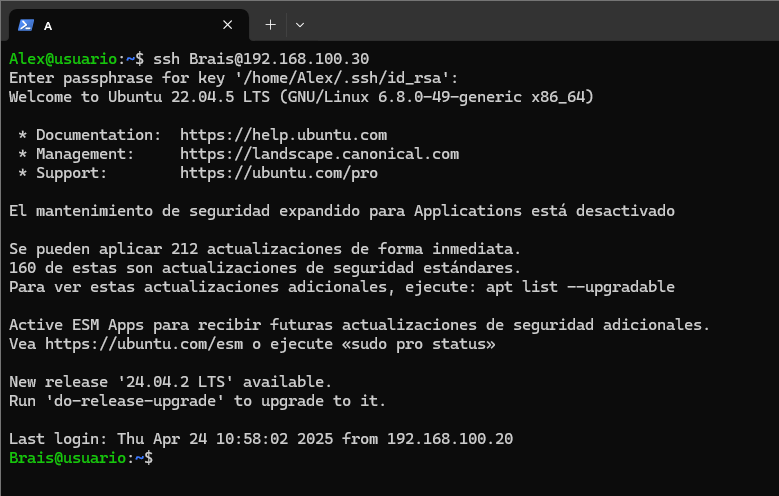 A
Alex@usuario:~$ ssh Brais@192.168.100.30
Enter passphrase for key '/home/Alex/.ssh/id_rsa':
Welcome to Ubuntu 22.04.5 LTS (GNU/Linux 6.8.0-49-generic x86_64)

 * Documentation:  https://help.ubuntu.com
 * Management:     https://landscape.canonical.com
 * Support:        https://ubuntu.com/pro

El mantenimiento de seguridad expandido para Applications está desactivado

Se pueden aplicar 212 actualizaciones de forma inmediata.
160 de estas son actualizaciones de seguridad estándares.
Para ver estas actualizaciones adicionales, ejecute: apt list --upgradable

Active ESM Apps para recibir futuras actualizaciones de seguridad adicionales.
Vea https://ubuntu.com/esm o ejecute «sudo pro status»

New release '24.04.2 LTS' available.
Run 'do-release-upgrade' to upgrade to it.

Last login: Thu Apr 24 10:58:02 2025 from 192.168.100.20
Brais@usuario:~$